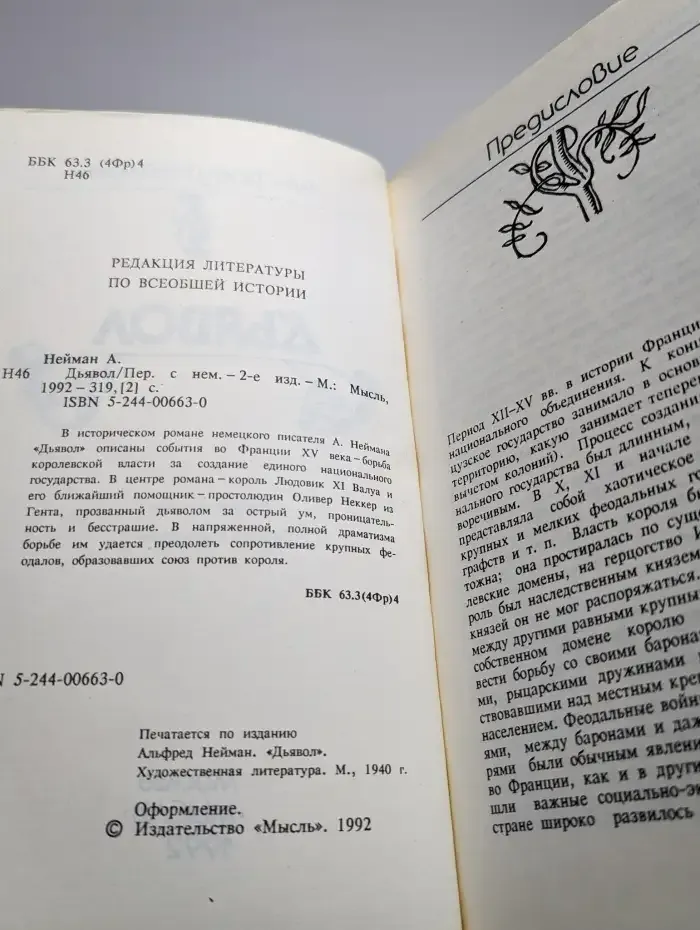 ББК 63.3 (4Фр)4
Н46
РЕДАКЦИЯ ЛИТЕРАТУРЫ
ПО ВСЕОБЩЕЙ ИСТОРИИ
Нейман А.
Н46 Дьявол/Пер. с нем. – 2-е изд. – М.: Мысль,
1992 – 319, [2] с.
ISBN 5-244-00663-0
В историческом романе немецкого писателя А. Неймана
«Дьявол» описаны события во Франции XV века – борьба
королевской власти за создание единого национального
государства. В центре романа – король Людовик XI Валуа и
его ближайший помощник – простолюдин Оливер Неккер из
Гента, прозванный дьяволом за острый ум, проницатель-
ность и бесстрашие. В напряженной, полной драматизма
борьбе им удается преодолеть сопротивление крупных фе-
одалов, образовавших союз против короля.
ББК 63.3(4Фр)4
N 5-244-00663-0
Печатается по изданию
Альфред Нейман. «Дьявол».
Художественная литература. М., 1940 г.
Оформление.
© Издательство «Мысль». 1992
Предисловие
Период XII–XV вв. в истории Франци
национального объединения. К конц
цузское государство занимало в основ
территорию, какую занимает теперь
вычетом колоний). Процесс создани
нального государства был длинным,
воречивым. В X, XI и начале
представляла собой хаотическое
крупных и мелких феодальных го
графств и т. п. Власть короля б
тожна; она простиралась по сущ
левские домены, на герцогство И
роль был наследственным князем
князей он не мог распоряжаться.
между другими равными крупны
собственном домене королю
вести борьбу со своими барона
ми, рыцарскими дружинами
ствовавшими над местным кре
населением. Феодальные войн
ями, между баронами и даж
рями были обычным явлени
во Франции, как и в други
шли важные социально-эк
стране широко развилось